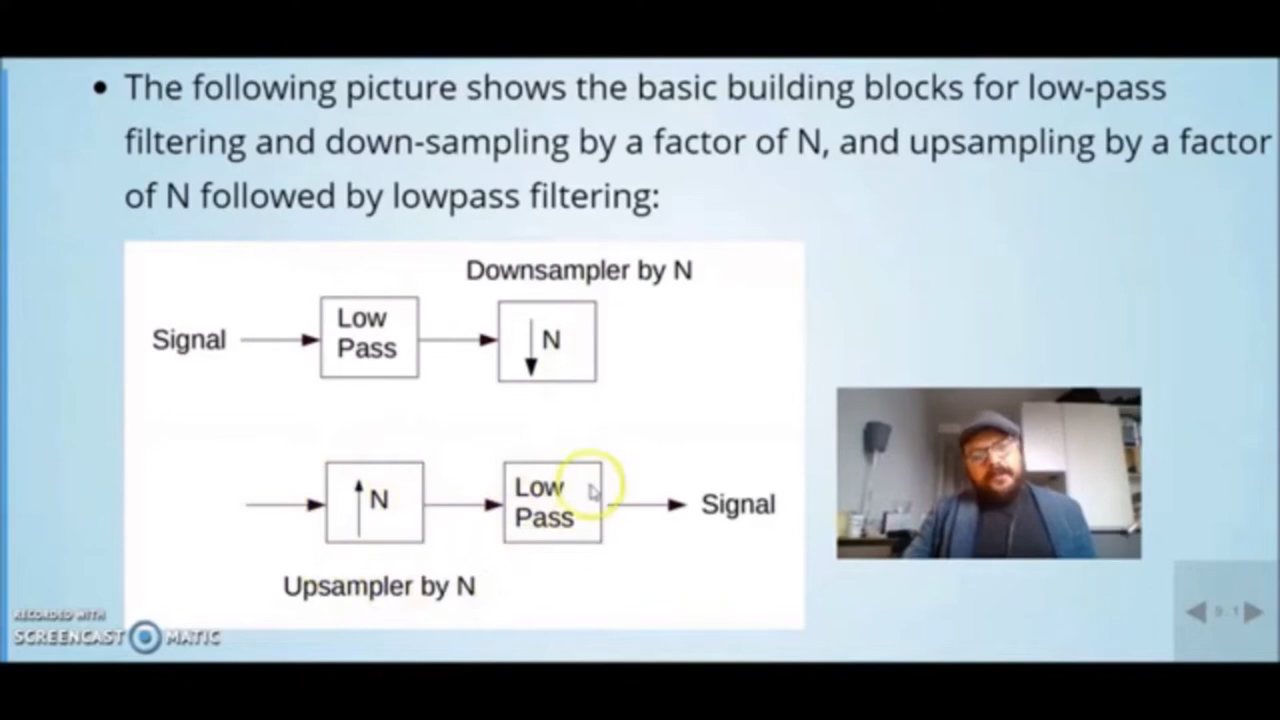 The following picture shows the basic building blocks for low-pass
filtering and down-sampling by a factor of N, and upsampling by a factor
of N followed by lowpass filtering:
Downsampler by N
Signal
Low
Pass
N
N
Low
Pass
Signal
Upsampler by N
RECORDED WITH
SCREENCAST MATIC
9.1